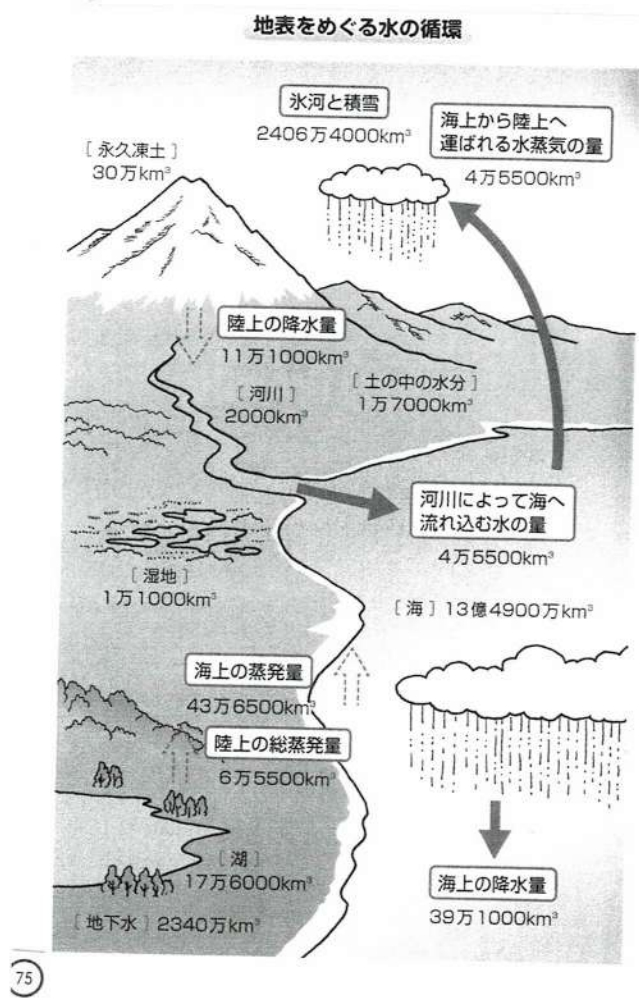 地表をめぐる水の循環
氷河と積雪
2406万4000km³
海上から陸上へ
運ばれる水蒸気の量
4万5500km³
[永久凍土]
30万km³
陸上の降水量
11万1000km³
[河川]
2000km³
[土の中の水分]
1万7000km³
河川によって海へ
流れ込む水の量
4万5500km³
[湿地]
1万1000km³
[海] 13億4900万km³
海上の蒸発量
43万6500km³
陸上の総蒸発量
6万5500km³
[湖]
17万6000km³
[地下水] 2340万km³
海上の降水量
39万1000km³
75